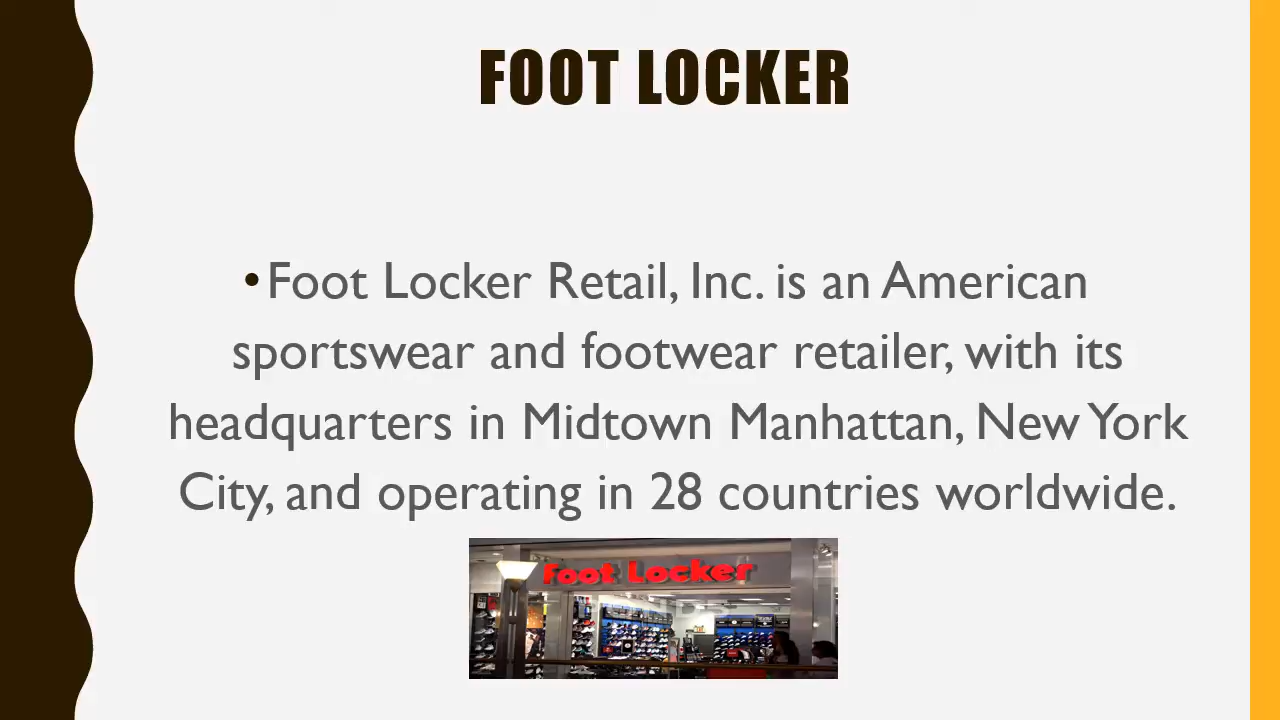 FOOT LOCKER
•Foot Locker Retail, Inc. is an American
sportswear and footwear retailer, with its
headquarters in Midtown Manhattan, New York
City, and operating in 28 countries worldwide.
Foot Locker